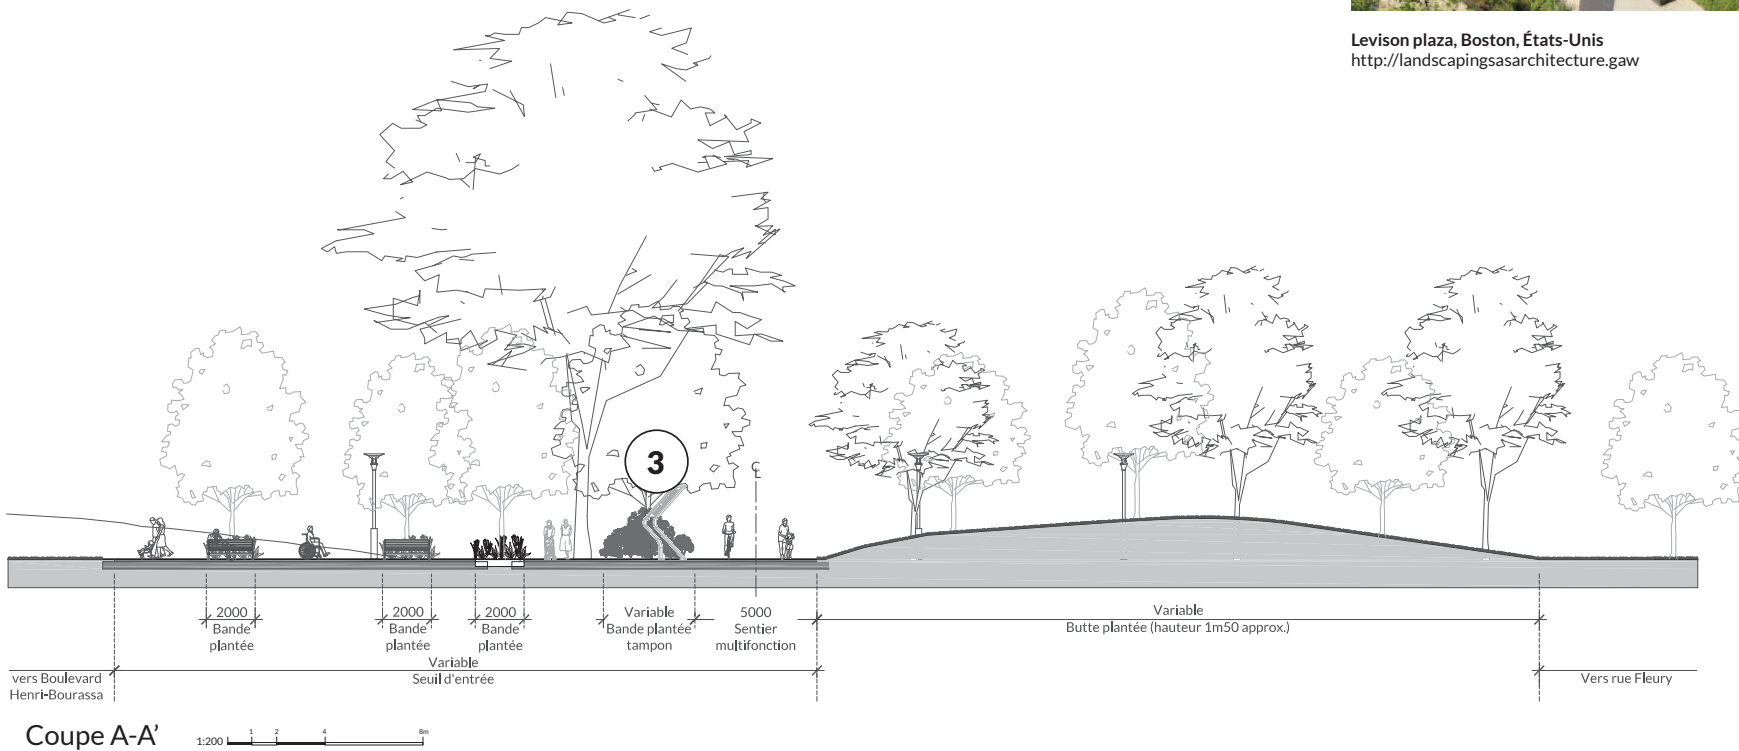 Levison plaza, Boston, États-Unis
http://landscapingsasarchitecture.gaw
3
CL
2000
Bande
plantée
2000
Bande
plantée
2000
Bande
plantée
Variable
Bande plantée
tampon
5000
Sentier
multifonction
Variable
Butte plantée (hauteur 1m50 approx.)
vers Boulevard
Henri-Bourassa
Variable
Seuil d'entrée
Vers rue Fleury
Coupe A-A'
1:200
1 2 4 8m